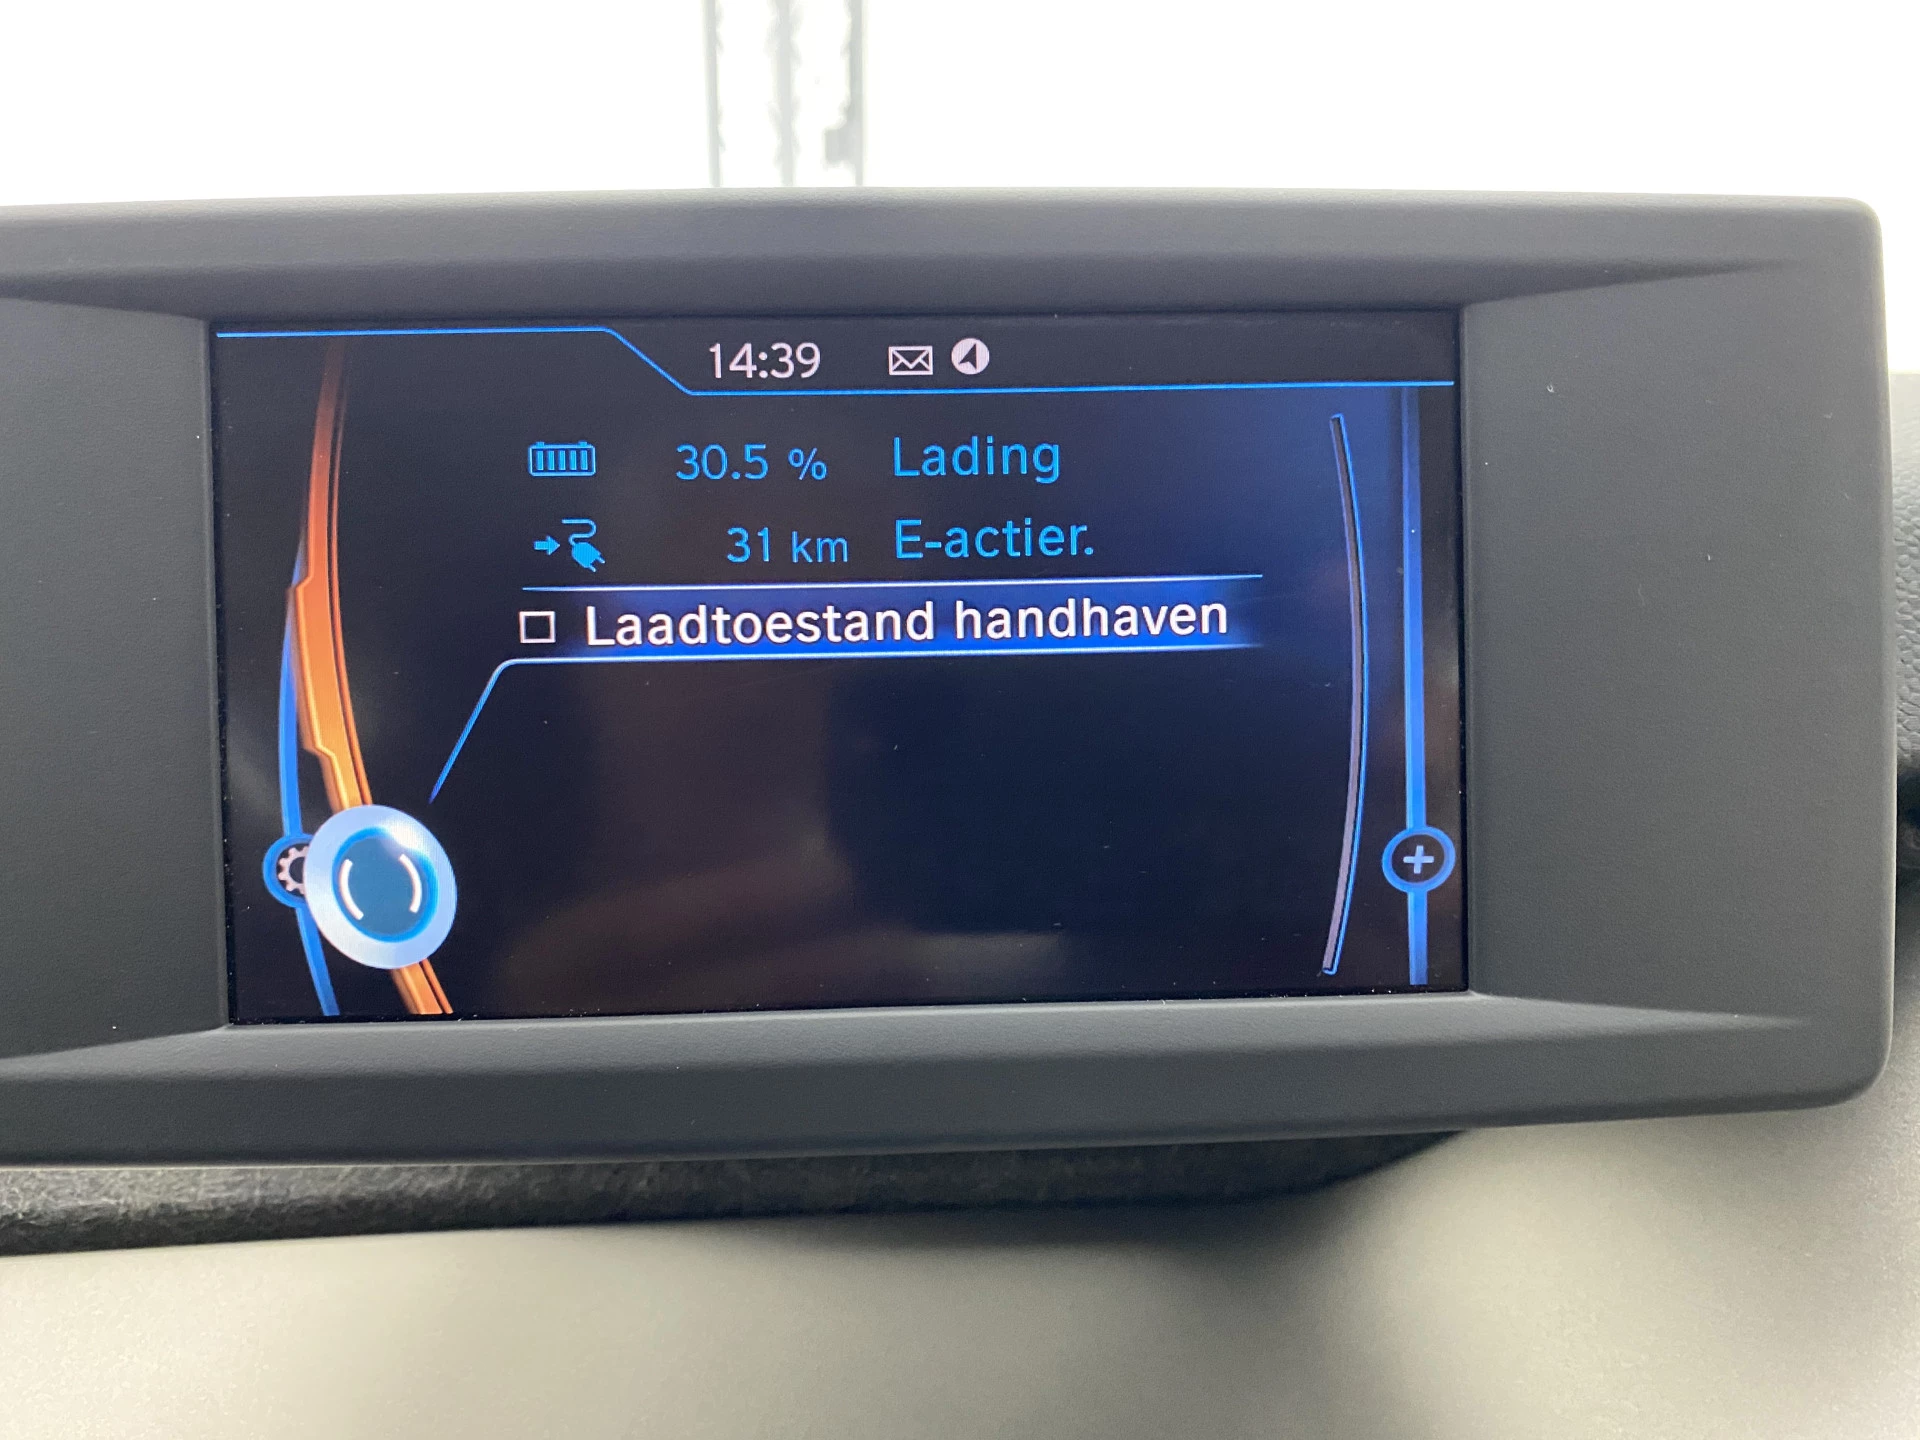 14:39
30.5 % Lading
31 km E-actier.
Laadtoestand handhaven